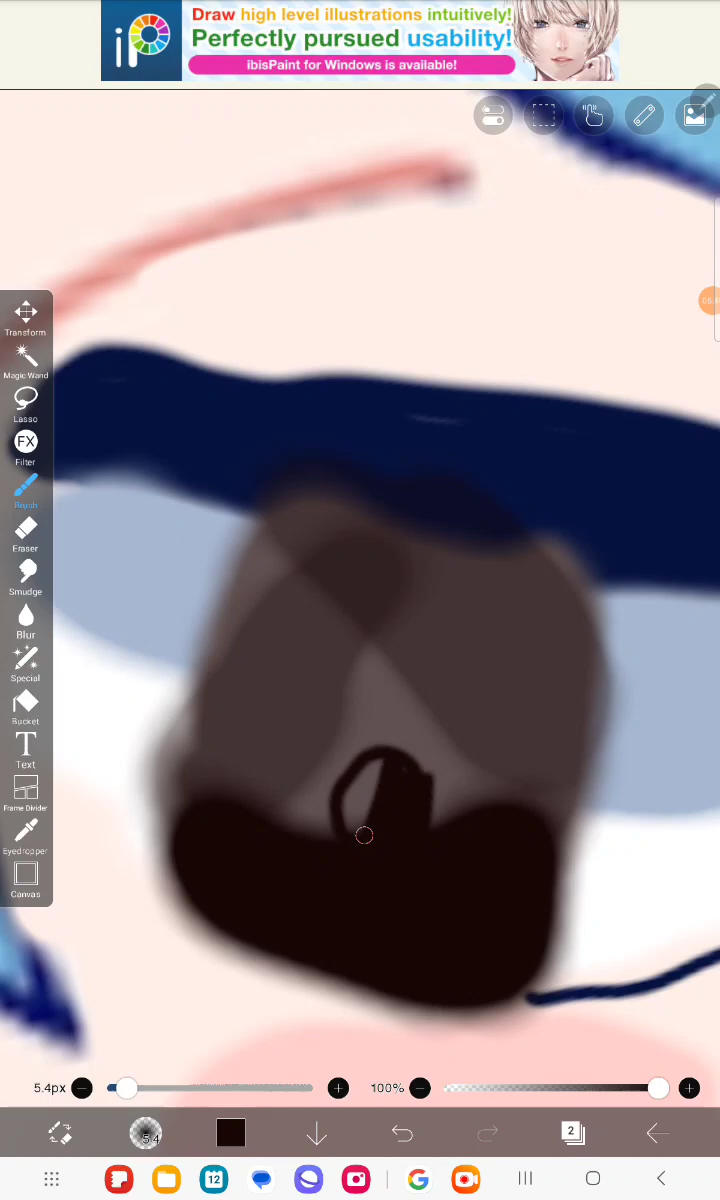 iP
Draw high level illustrations intuitively!
Perfectly pursued usability!
ibisPaint for Windows is available!
Transform
Magic Wand
Lasso
FX
Filter
Brush
Eraser
Smudge
Blur
Special
Bucket
T
Text
Frame Divider
Eyedropper
Canvas
5.4px
100%
5.4
2
12
G